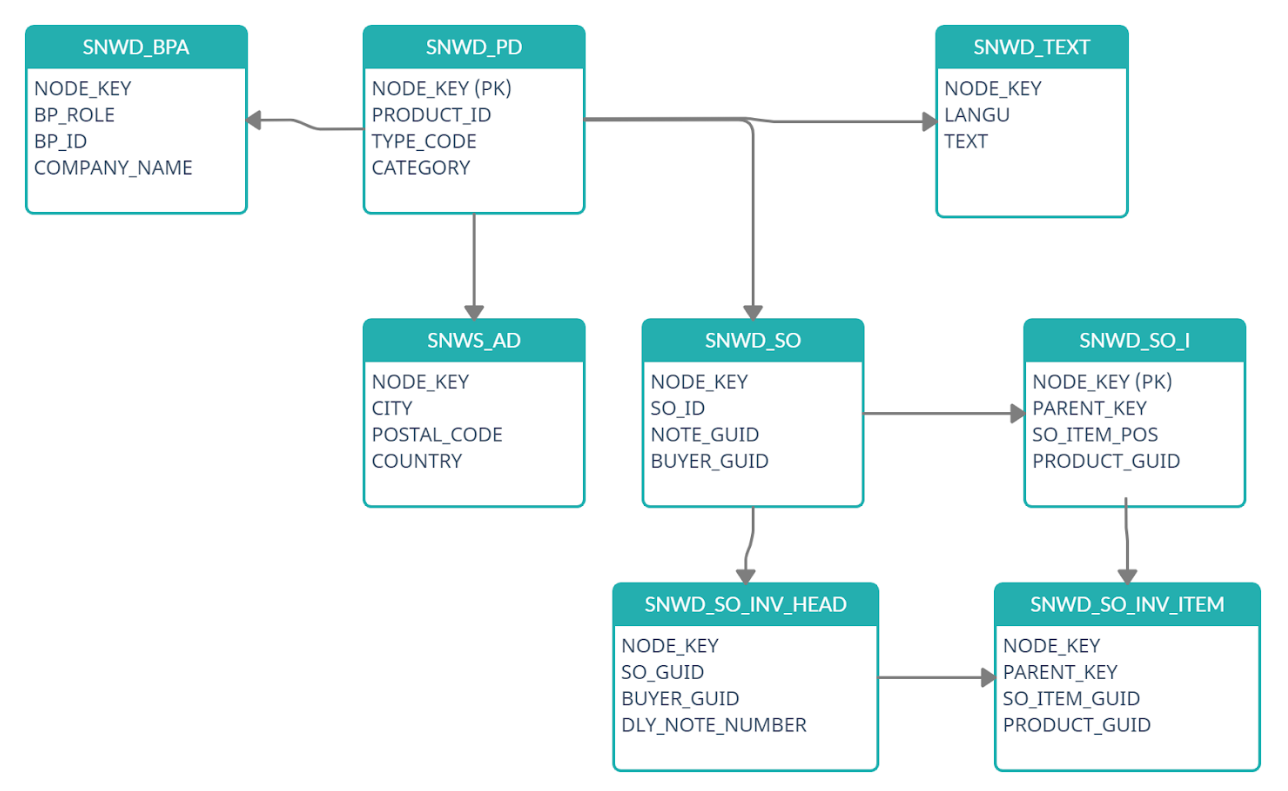 SNWD_BPA
NODE_KEY
BP_ROLE
BP_ID
COMPANY_NAME
SNWD_PD
NODE_KEY (PK)
PRODUCT_ID
TYPE_CODE
CATEGORY
SNWD_TEXT
NODE_KEY
LANGU
TEXT
SNWS_AD
NODE_KEY
CITY
POSTAL_CODE
COUNTRY
SNWD_SO
NODE_KEY
SO_ID
NOTE_GUID
BUYER_GUID
SNWD_SO_I
NODE_KEY (PK)
PARENT_KEY
SO_ITEM_POS
PRODUCT_GUID
SNWD_SO_INV_HEAD
NODE_KEY
SO_GUID
BUYER_GUID
DLY_NOTE_NUMBER
SNWD_SO_INV_ITEM
NODE_KEY
PARENT_KEY
SO_ITEM_GUID
PRODUCT_GUID